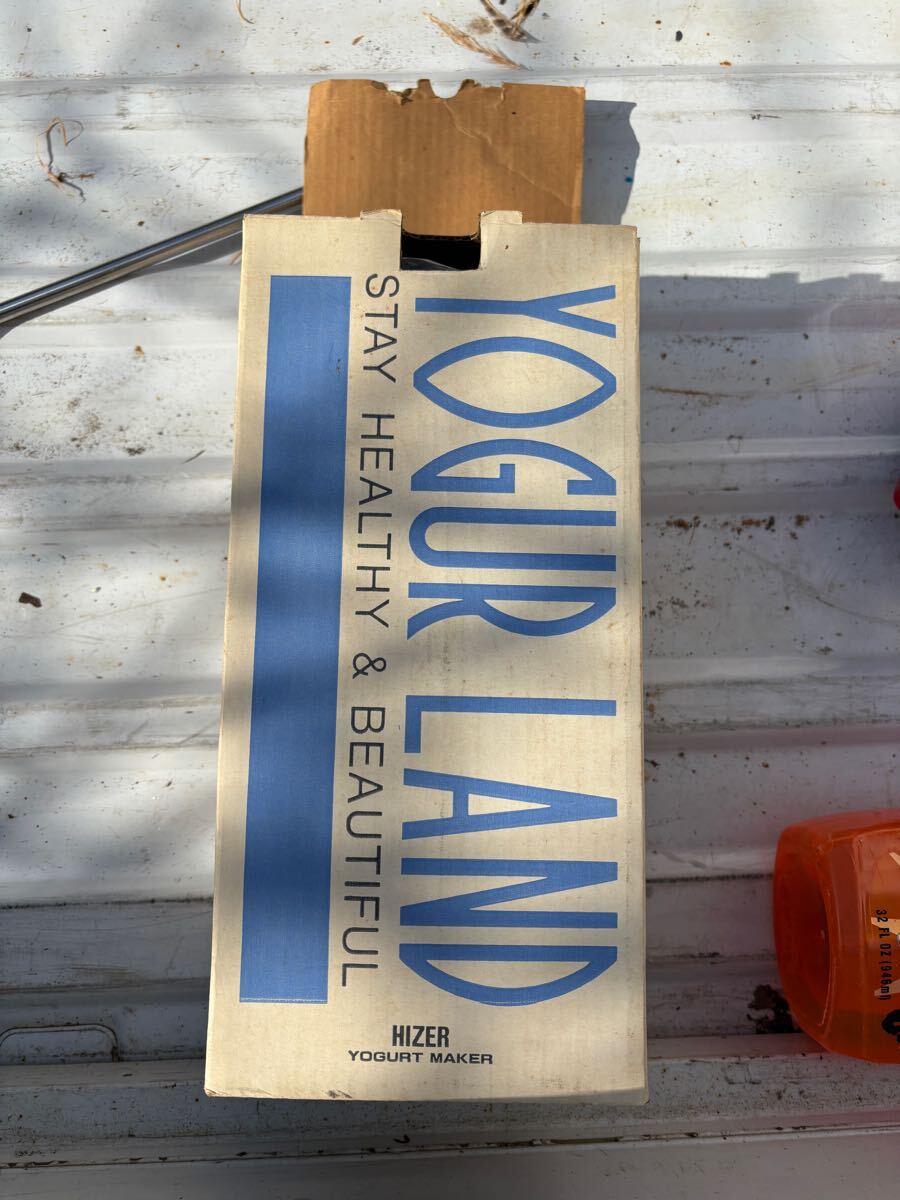 YOGUR LAND
STAY HEALTHY & BEAUTIFUL
HIZER
YOGURT MAKER
32 FL OZ (946ml)